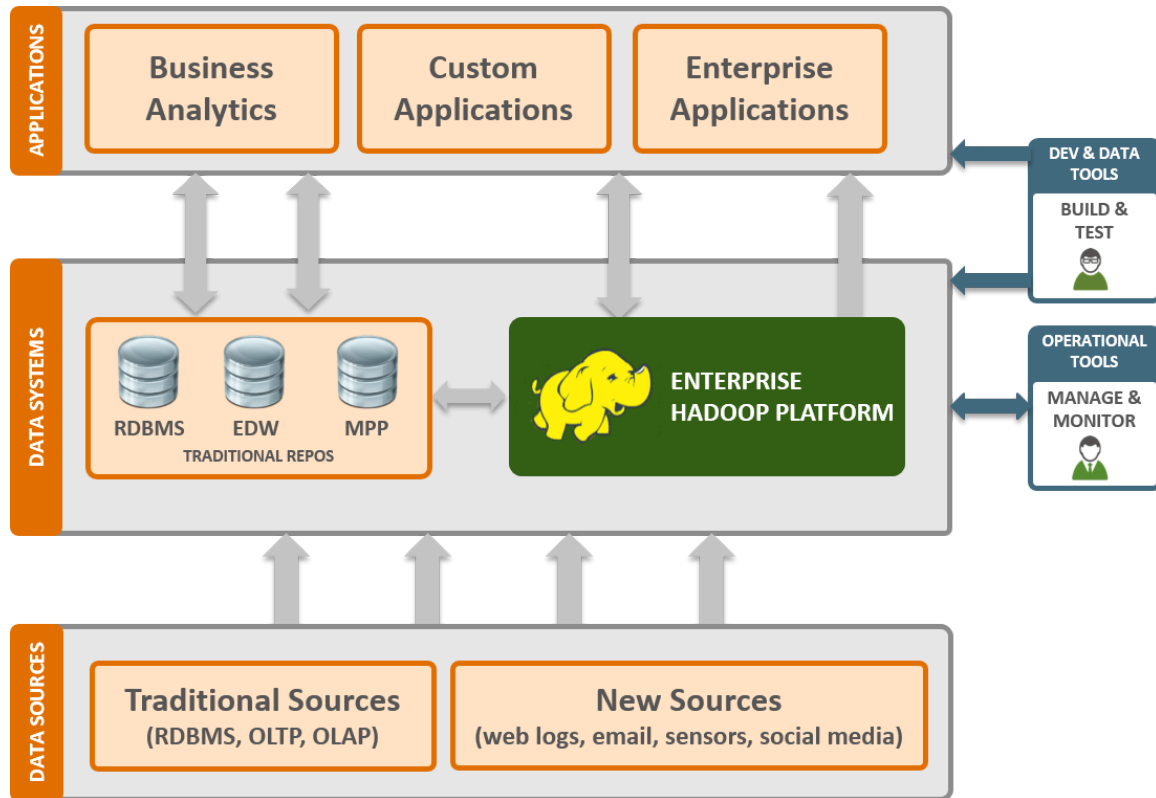 APPLICATIONS
Business
Analytics
Custom
Applications
Enterprise
Applications
DEV & DATA
TOOLS
BUILD &
TEST
DATA SYSTEMS
RDBMS
EDW
MPP
TRADITIONAL REPOS
ENTERPRISE
HADOOP PLATFORM
OPERATIONAL
TOOLS
MANAGE &
MONITOR
DATA SOURCES
Traditional Sources
(RDBMS, OLTP, OLAP)
New Sources
(web logs, email, sensors, social media)